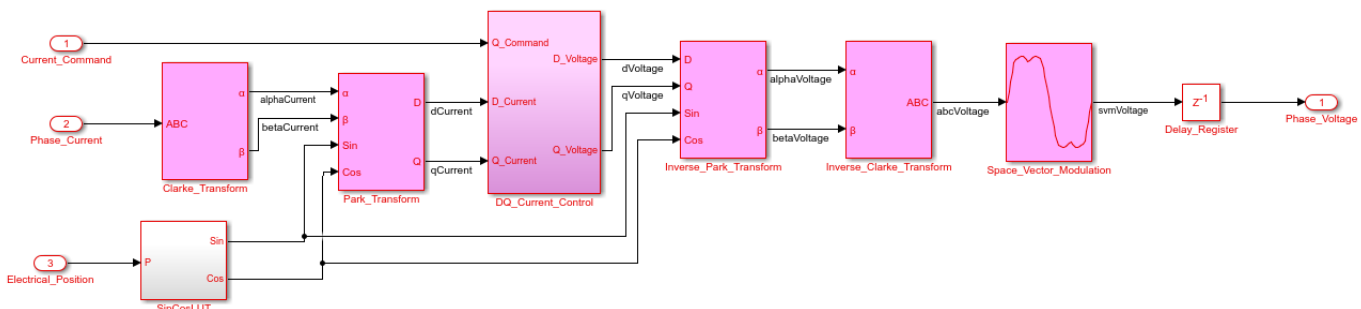 1
Current_Command
2
Phase_Current
ABC
α
β
Clarke_Transform
alphaCurrent
betaCurrent
3
Electrical_Position
P
Sin
Cos
SinCosLUT
α
β
Sin
Cos
D
Q
Park_Transform
dCurrent
qCurrent
Q_Command
D_Voltage
D_Current
Q_Voltage
Q_Current
DQ_Current_Control
dVoltage
qVoltage
D
Q
Sin
Cos
α
β
Inverse_Park_Transform
alphaVoltage
betaVoltage
α
β
ABC
Inverse_Clarke_Transform
abcVoltage
Space_Vector_Modulation
svmVoltage
Z-1
Delay_Register
1
Phase_Voltage